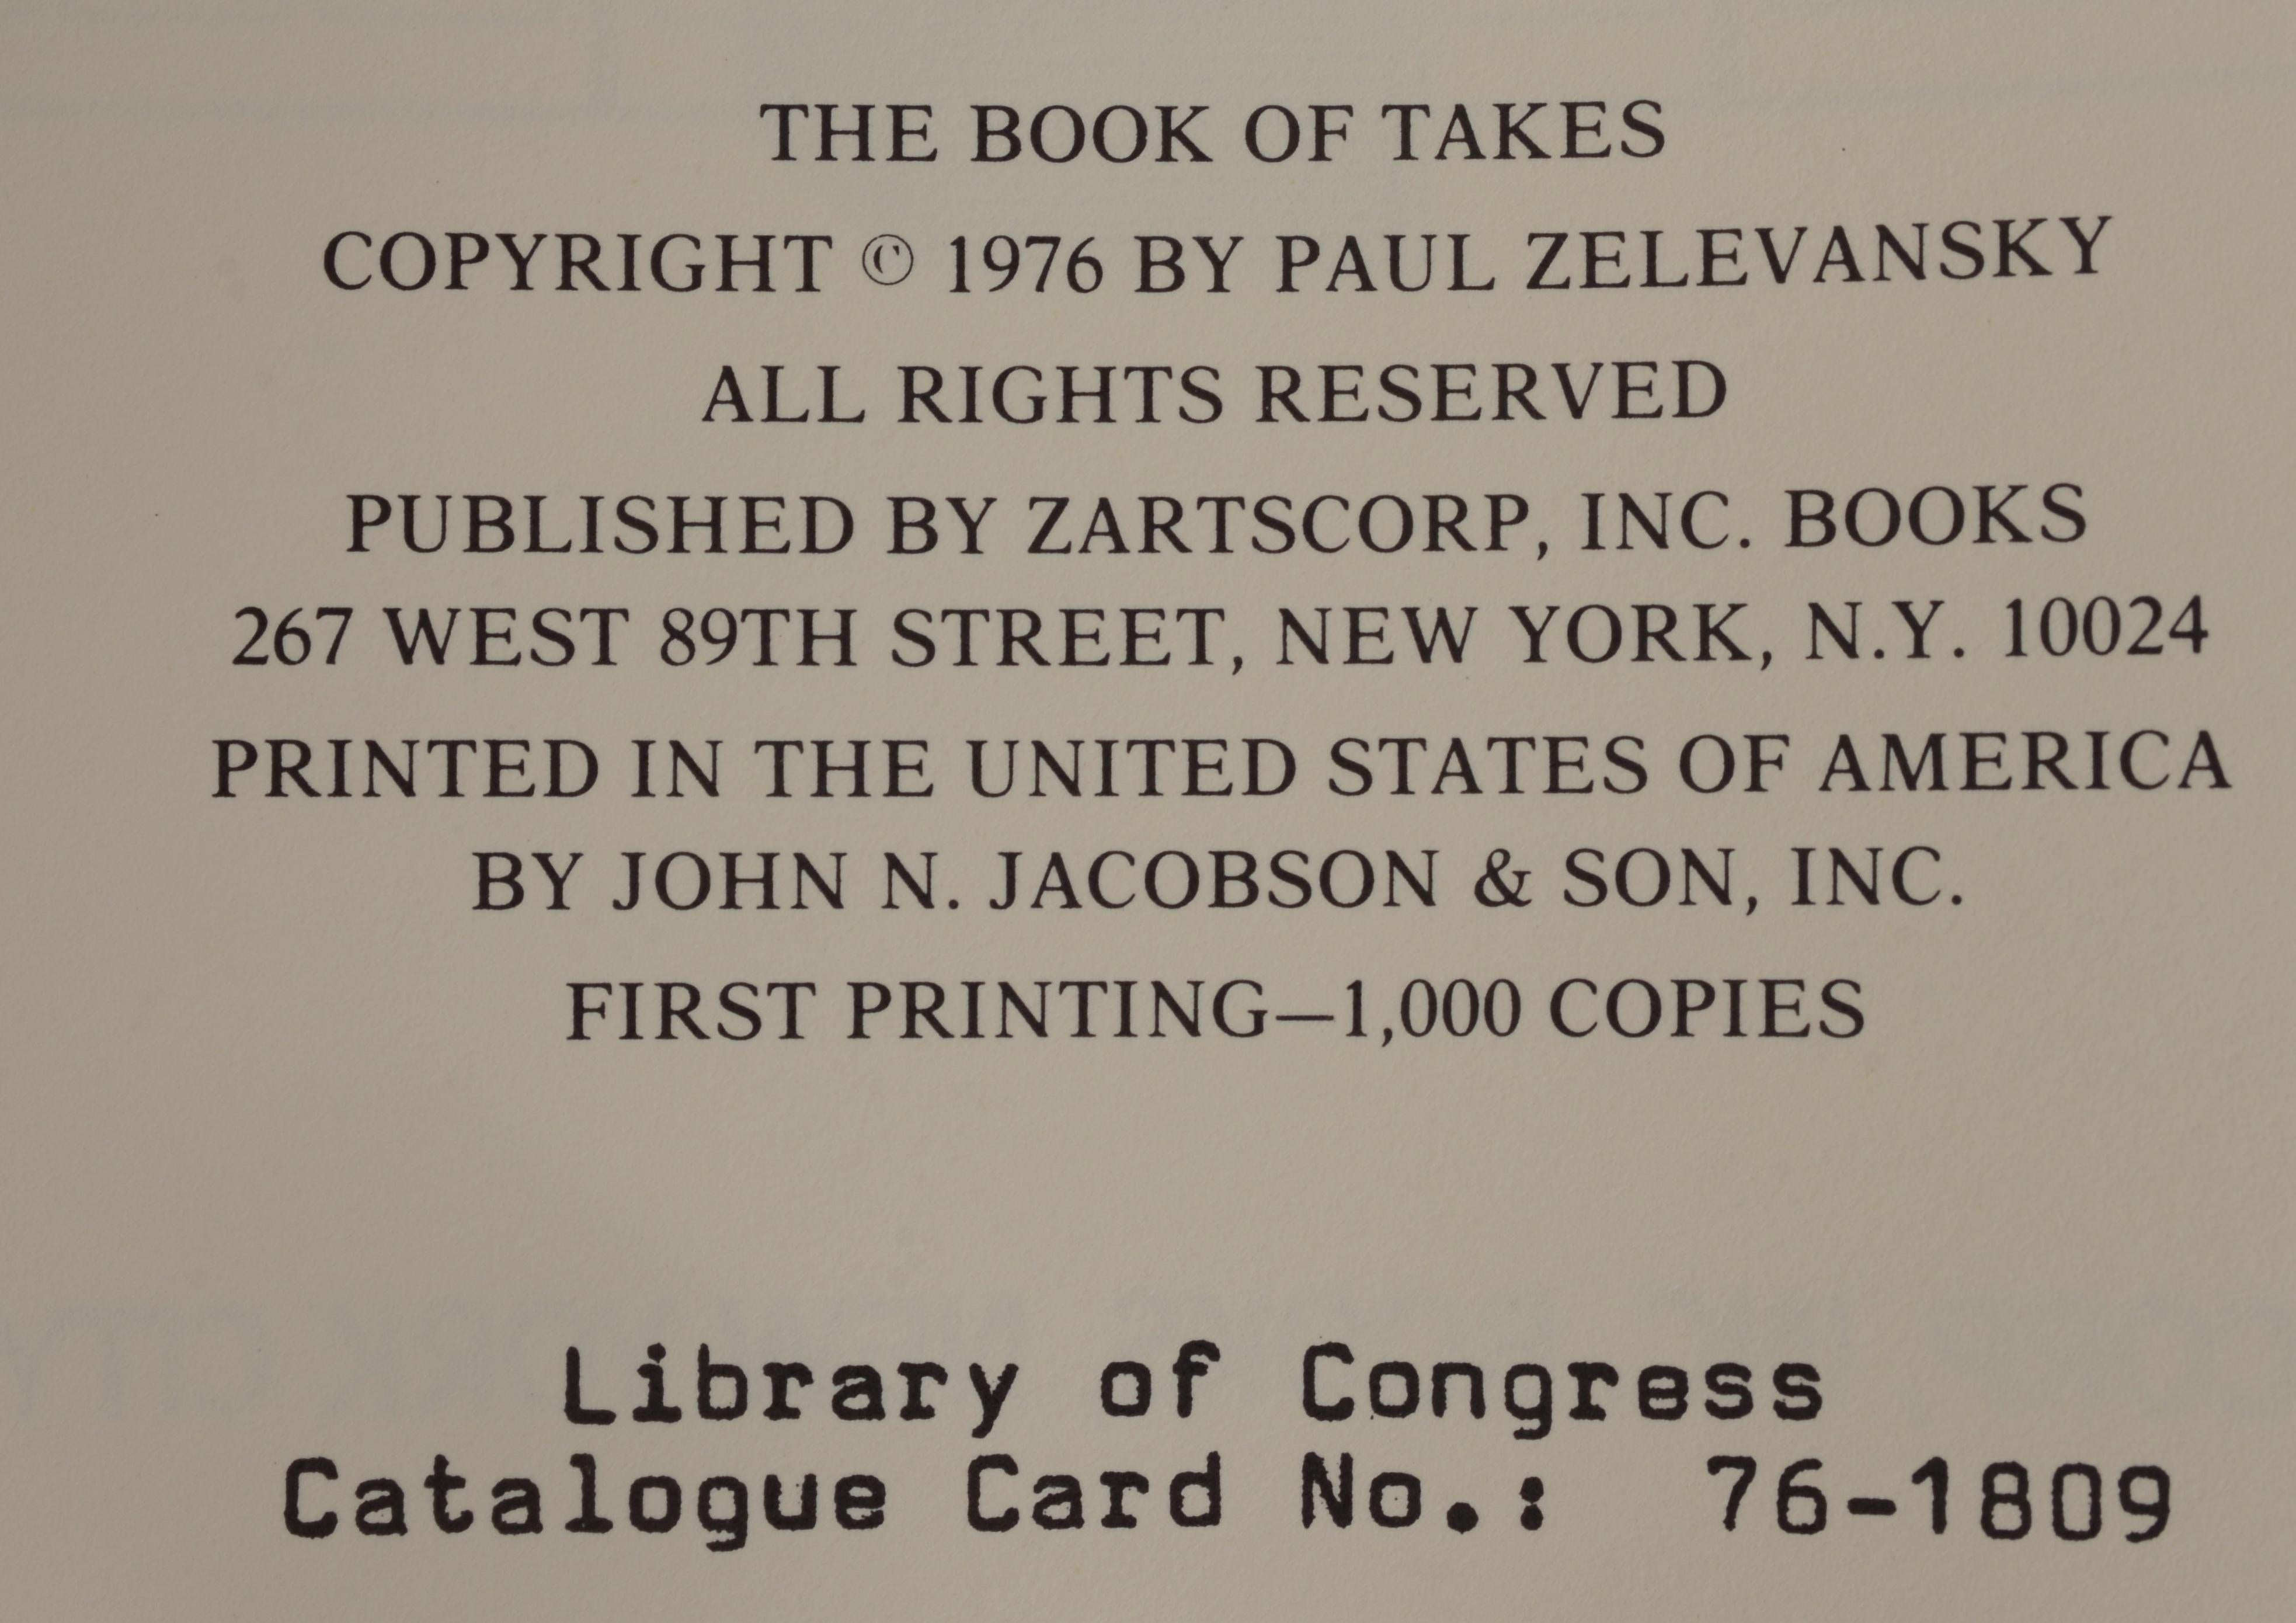 THE BOOK OF TAKES
COPYRIGHT © 1976 BY PAUL ZELEVANSKY
ALL RIGHTS RESERVED
PUBLISHED BY ZARTSCORP, INC. BOOKS
267 WEST 89TH STREET, NEW YORK, N.Y. 10024
PRINTED IN THE UNITED STATES OF AMERICA
BY JOHN N. JACOBSON & SON, INC.
FIRST PRINTING—1,000 COPIES
Library of Congress
Catalogue Card No.: 76-1809